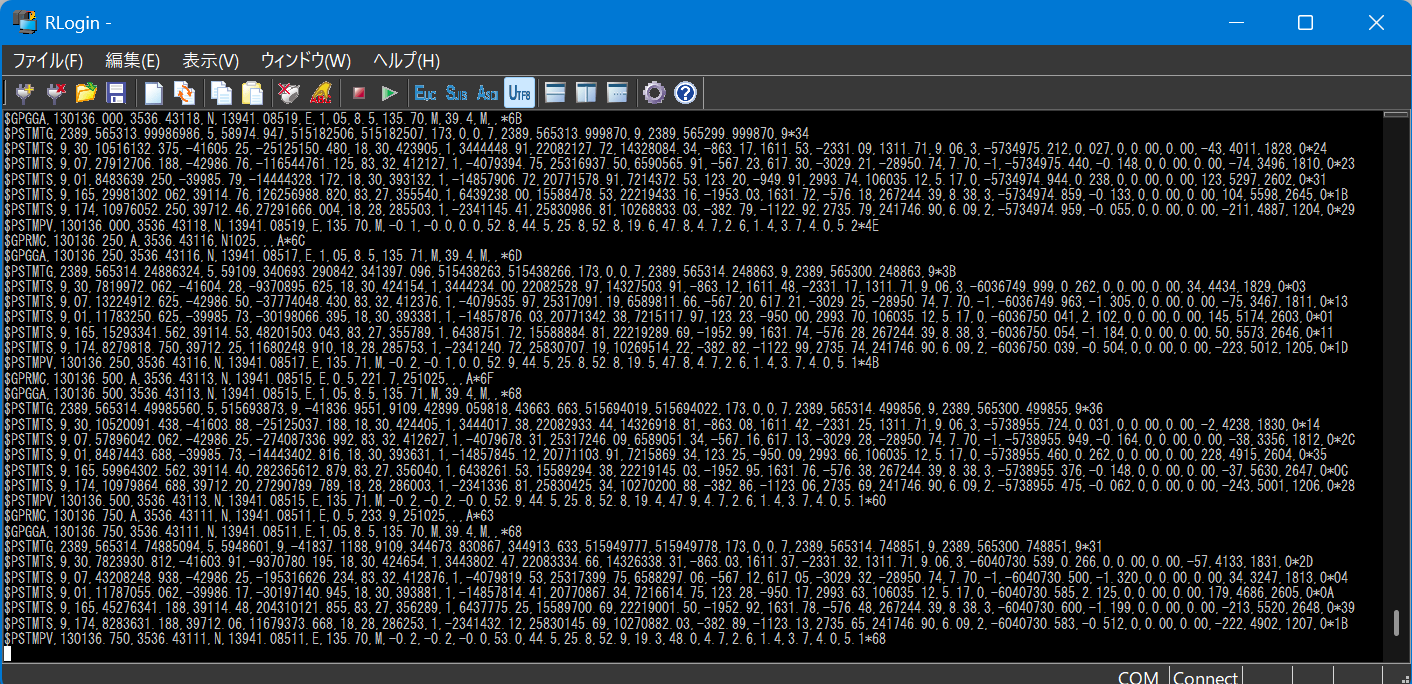 RLogin -
ファイル(F) 編集(E) 表示(V) ウィンドウ(W) ヘルプ(H)
EUC SJIS ASCI UTF8
$GPGGA,130136.000,3536.43118,N,13941.08519,E,1,05,8.5,135.70,M,39.4,M,,*6B
$PSTMTG,2389,565313.99986986,5,58974.947,515182506,515182507,173,0,0,7,2389,565313.999870,9,2389,565299.999870,9*34
$PSTMTS,9,30,10516132.375,-41605.25,-25125150.480,18,30,423905,1,3444448.91,22082127.72,14328084.34,-863.17,1611.53,-2331.09,1311.71,9.06,3,-5734975.212,0.027,0,0.00,0.00,-43,4011,1828,0*24
$PSTMTS,9,07,27912706.188,-42986.76,-116544761.125,83,32,412127,1,-4079394.75,25316937.50,6590565.91,-567.23,617.30,-3029.21,-28950.74,7.70,-1,-5734975.440,-0.148,0,0.00,0.00,-74,3496,1810,0*23
$PSTMTS,9,01,8483639.250,-39985.79,-14444328.172,18,30,393132,1,-14857906.72,20771578.91,7214372.53,123.20,-949.91,2993.74,106035.12,5.17,0,-5734974.944,0.238,0,0.00,0.00,123,5297,2602,0*31
$PSTMTS,9,165,29981302.062,39114.76,126256988.820,83,27,355540,1,6439238.00,15588478.53,22219433.16,-1953.03,1631.72,-576.18,267244.39,8.38,3,-5734974.859,-0.133,0,0.00,0.00,104,5598,2645,0*1B
$PSTMTS,9,174,10976052.250,39712.46,27291666.004,18,28,285503,1,-2341145.41,25830986.81,10268833.03,-382.79,-1122.92,2735.79,241746.90,6.09,2,-5734974.959,-0.055,0,0.00,0.00,-211,4887,1204,0*29
$PSTMPV,130136.000,3536.43118,N,13941.08519,E,135.70,M,-0.1,-0.0,0.0,52.8,44.5,25.8,52.8,19.6,47.8,4.7,2.6,1.4,3.7,4.0,5.2*4E
$GPRMC,130136.250,A,3536.43116,N1025,,,A*6C
$GPGGA,130136.250,3536.43116,N,13941.08517,E,1,05,8.5,135.71,M,39.4,M,,*6D
$PSTMTG,2389,565314.24886324,5,59109,340693.290842,341397.096,515438263,515438266,173,0,0,7,2389,565314.248863,9,2389,565300.248863,9*3B
$PSTMTS,9,30,7819972.062,-41604.28,-9370895.625,18,30,424154,1,3444234.00,22082528.97,14327503.91,-863.12,1611.48,-2331.17,1311.71,9.06,3,-6036749.999,0.262,0,0.00,0.00,34,4434,1829,0*03
$PSTMTS,9,07,13224912.625,-42986.50,-37774048.430,83,32,412376,1,-4079535.97,25317091.19,6589811.66,-567.20,617.21,-3029.25,-28950.74,7.70,-1,-6036749.963,-1.305,0,0.00,0.00,-75,3467,1811,0*13
$PSTMTS,9,01,11783250.625,-39985.73,-30198066.395,18,30,393381,1,-14857876.03,20771342.38,7215117.97,123.23,-950.00,2993.70,106035.12,5.17,0,-6036750.041,2.102,0,0.00,0.00,145,5174,2603,0*01
$PSTMTS,9,165,15293341.562,39114.53,48201503.043,83,27,355789,1,6438751.72,15588884.81,22219289.69,-1952.99,1631.74,-576.28,267244.39,8.38,3,-6036750.054,-1.184,0,0.00,0.00,50,5573,2646,0*11
$PSTMTS,9,174,8279818.750,39712.25,11680248.910,18,28,285753,1,-2341240.72,25830707.19,10269514.22,-382.82,-1122.99,2735.74,241746.90,6.09,2,-6036750.039,-0.504,0,0.00,0.00,-223,5012,1205,0*1D
$PSTMPV,130136.250,3536.43116,N,13941.08517,E,135.71,M,-0.2,-0.1,0.0,52.9,44.5,25.8,52.8,19.5,47.8,4.7,2.6,1.4,3.7,4.0,5.1*4B
$GPRMC,130136.500,A,3536.43113,N,13941.08515,E,0.5,221.7,251025,,,A*6F
$GPGGA,130136.500,3536.43113,N,13941.08515,E,1,05,8.5,135.71,M,39.4,M,,*68
$PSTMTG,2389,565314.49985560,5,515693873,9,-41836.9551,9109,42899.059818,43663.663,515694019,515694022,173,0,0,7,2389,565314.499856,9,2389,565300.499855,9*36
$PSTMTS,9,30,10520091.438,-41603.88,-25125037.188,18,30,424405,1,3444017.38,22082933.44,14326918.81,-863.08,1611.42,-2331.25,1311.71,9.06,3,-5738955.724,0.031,0,0.00,0.00,-2,4238,1830,0*14
$PSTMTS,9,07,57896042.062,-42986.25,-274087336.992,83,32,412627,1,-4079678.31,25317246.09,6589051.34,-567.16,617.13,-3029.28,-28950.74,7.70,-1,-5738955.949,-0.164,0,0.00,0.00,-38,3356,1812,0*2C
$PSTMTS,9,01,8487443.688,-39985.73,-14443402.816,18,30,393631,1,-14857845.12,20771103.91,7215869.34,123.25,-950.09,2993.66,106035.12,5.17,0,-5738955.460,0.262,0,0.00,0.00,228,4915,2604,0*35
$PSTMTS,9,165,59964302.562,39114.40,282365612.879,83,27,356040,1,6438261.53,15589294.38,22219145.03,-1952.95,1631.76,-576.38,267244.39,8.38,3,-5738955.376,-0.148,0,0.00,0.00,-37,5630,2647,0*0C
$PSTMTS,9,174,10979864.688,39712.20,27290789.789,18,28,286003,1,-2341336.81,25830425.34,10270200.88,-382.86,-1123.06,2735.69,241746.90,6.09,2,-5738955.475,-0.062,0,0.00,0.00,-243,5001,1206,0*28
$PSTMPV,130136.500,3536.43113,N,13941.08515,E,135.71,M,-0.2,-0.2,-0.0,52.9,44.5,25.8,52.8,19.4,47.9,4.7,2.6,1.4,3.7,4.0,5.1*60
$GPRMC,130136.750,A,3536.43111,N,13941.08511,E,0.5,233.9,251025,,,A*63
$GPGGA,130136.750,3536.43111,N,13941.08511,E,1,05,8.5,135.70,M,39.4,M,,*68
$PSTMTG,2389,565314.74885094,5,5948601,9,-41837.1188,9109,344673.830867,344913.633,515949777,515949778,173,0,0,7,2389,565314.748851,9,2389,565300.748851,9*31
$PSTMTS,9,30,7823930.812,-41603.91,-9370780.195,18,30,424654,1,3443802.47,22083334.66,14326338.31,-863.03,1611.37,-2331.32,1311.71,9.06,3,-6040730.539,0.266,0,0.00,0.00,-57,4133,1831,0*2D
$PSTMTS,9,07,43208248.938,-42986.25,-195316626.234,83,32,412876,1,-4079819.53,25317399.75,6588297.06,-567.12,617.05,-3029.32,-28950.74,7.70,-1,-6040730.500,-1.320,0,0.00,0.00,34,3247,1813,0*04
$PSTMTS,9,01,11787055.062,-39986.17,-30197140.945,18,30,393881,1,-14857814.41,20770867.34,7216614.75,123.28,-950.17,2993.63,106035.12,5.17,0,-6040730.585,2.125,0,0.00,0.00,179,4686,2605,0*0A
$PSTMTS,9,165,45276341.188,39114.48,204310121.855,83,27,356289,1,6437775.25,15589700.69,22219001.50,-1952.92,1631.78,-576.48,267244.39,8.38,3,-6040730.600,-1.199,0,0.00,0.00,-213,5520,2648,0*39
$PSTMTS,9,174,8283631.188,39712.06,11679373.668,18,28,286253,1,-2341432.12,25830145.69,10270882.03,-382.89,-1123.13,2735.65,241746.90,6.09,2,-6040730.583,-0.512,0,0.00,0.00,-222,4902,1207,0*1B
$PSTMPV,130136.750,3536.43111,N,13941.08511,E,135.70,M,-0.2,-0.2,-0.0,53.0,44.5,25.8,52.9,19.3,48.0,4.7,2.6,1.4,3.7,4.0,5.1*68
COM Connect